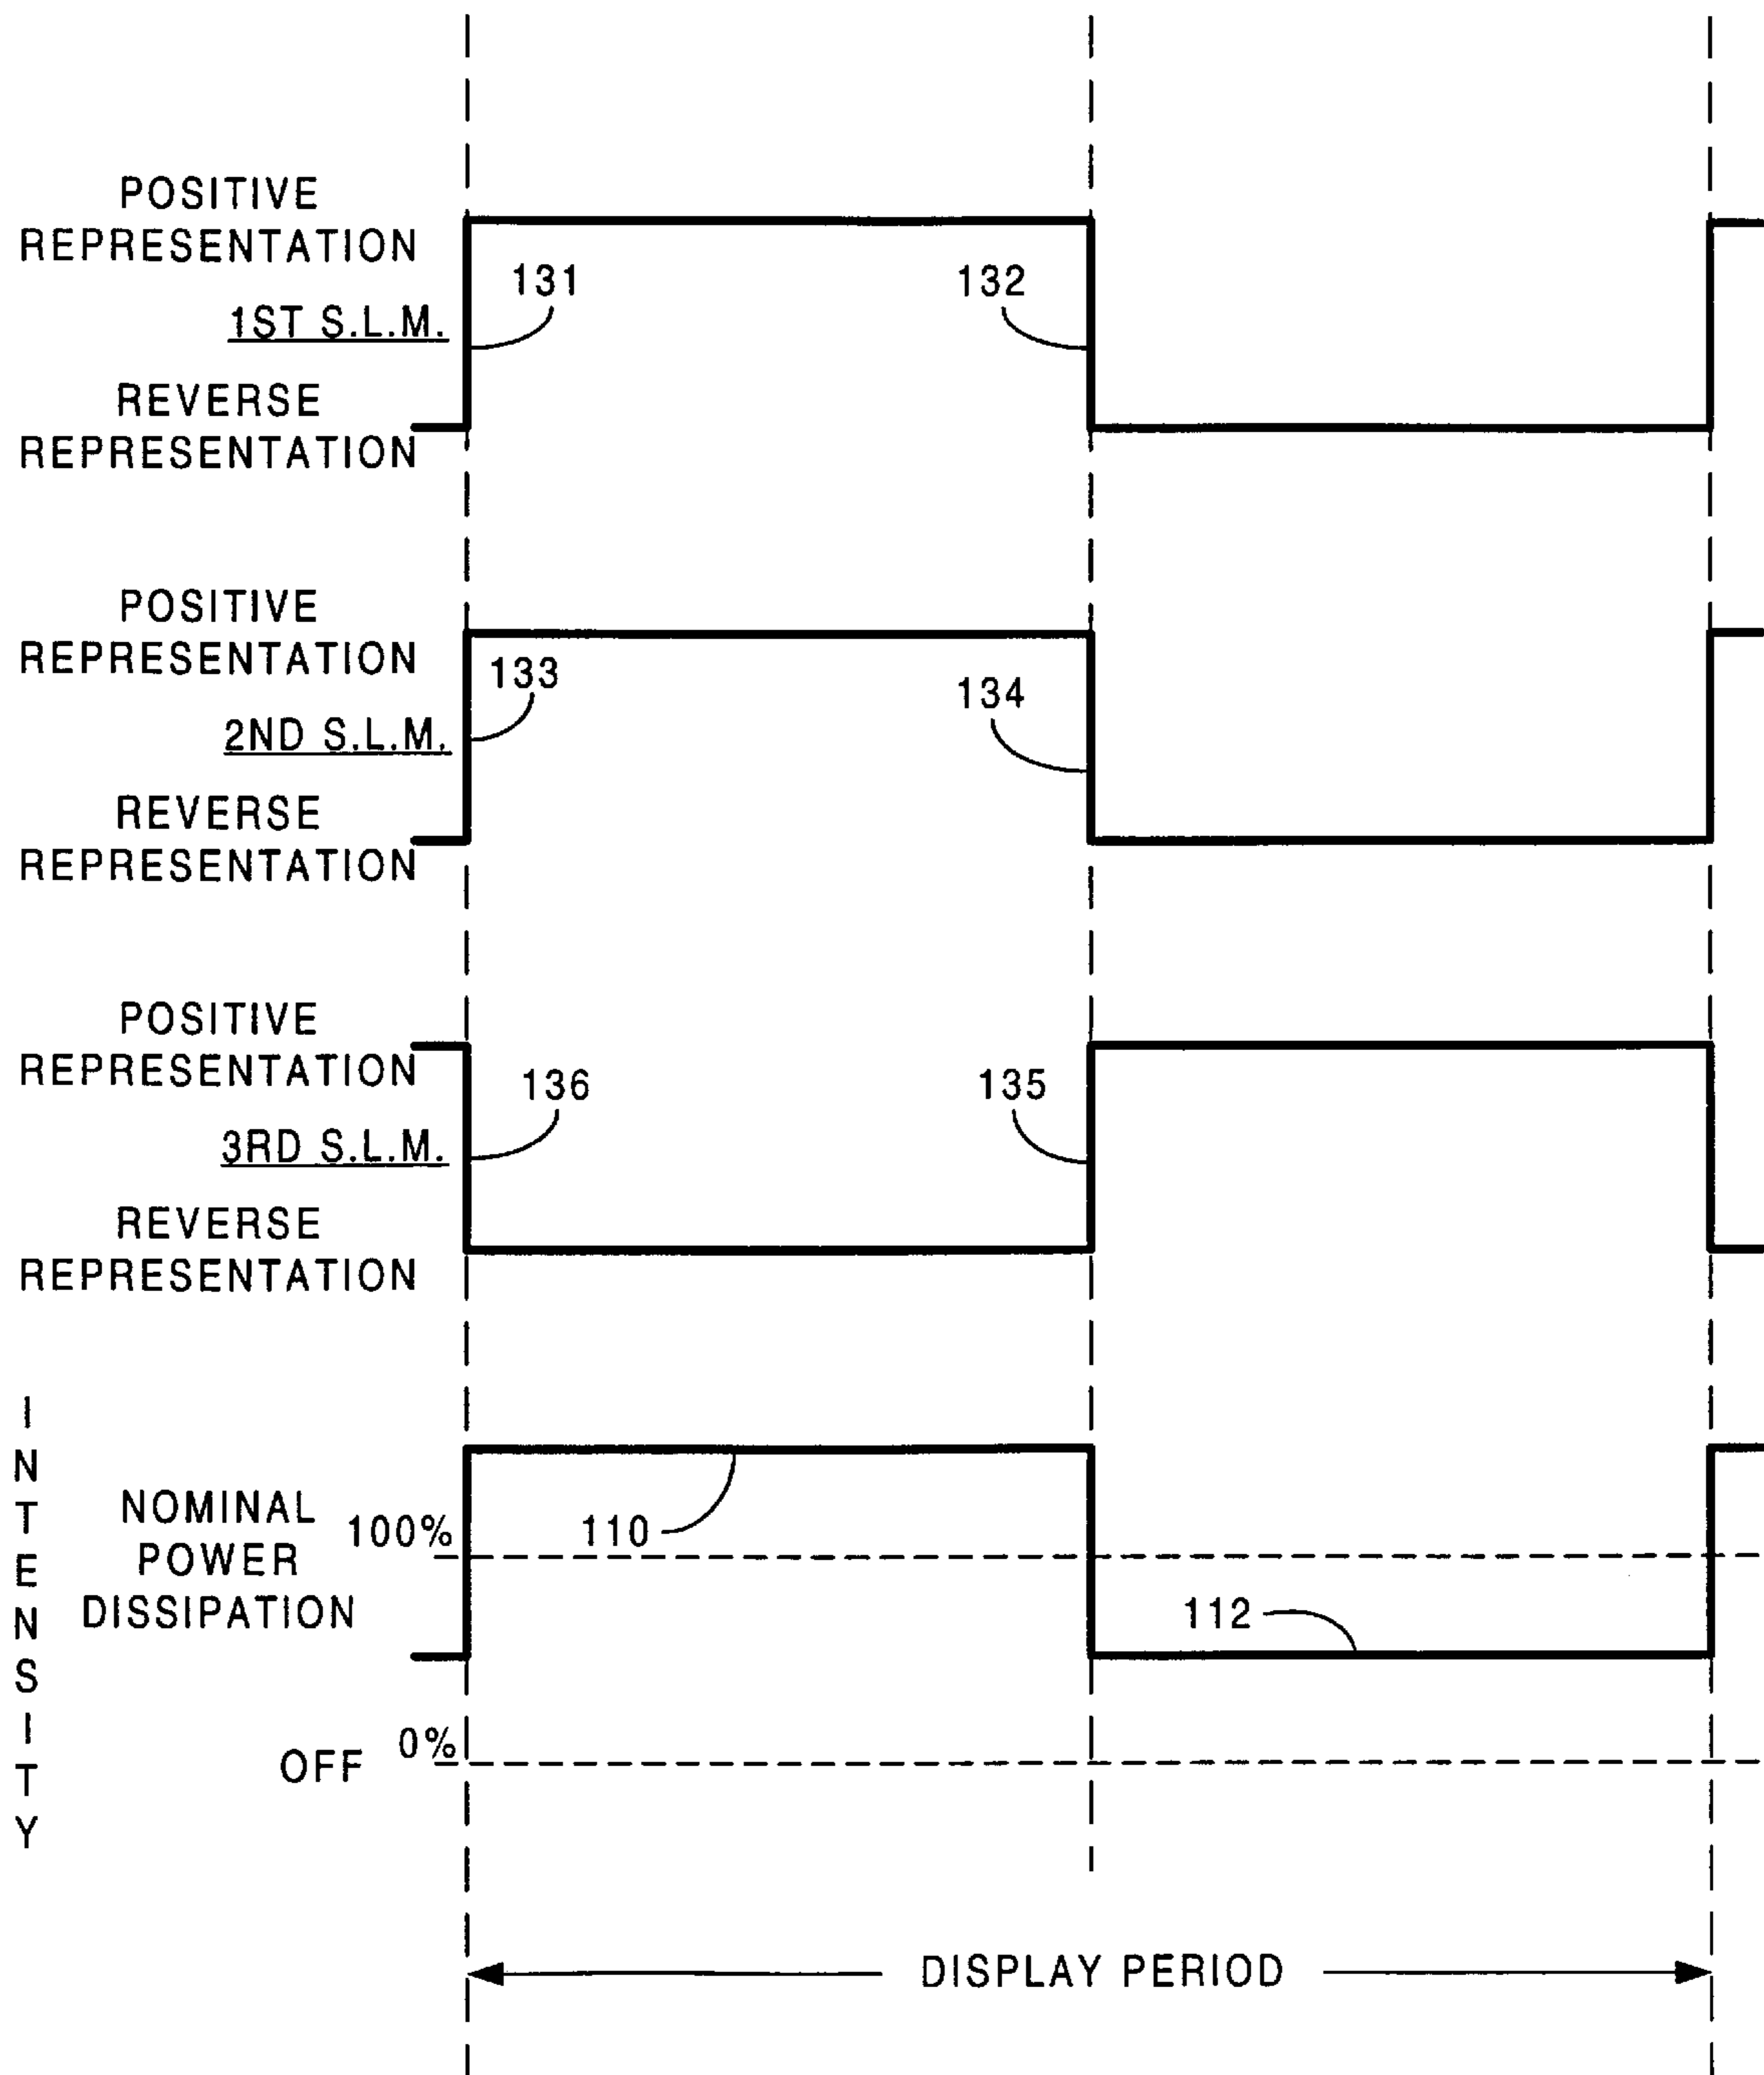 POSITIVE
REPRESENTATION
131
132
1ST S.L.M.
REVERSE
REPRESENTATION
POSITIVE
REPRESENTATION
133
134
2ND S.L.M.
REVERSE
REPRESENTATION
POSITIVE
REPRESENTATION
136
135
3RD S.L.M.
REVERSE
REPRESENTATION
INTENSITY
NOMINAL
POWER
DISSIPATION
100%
110
112
OFF
0%
DISPLAY PERIOD